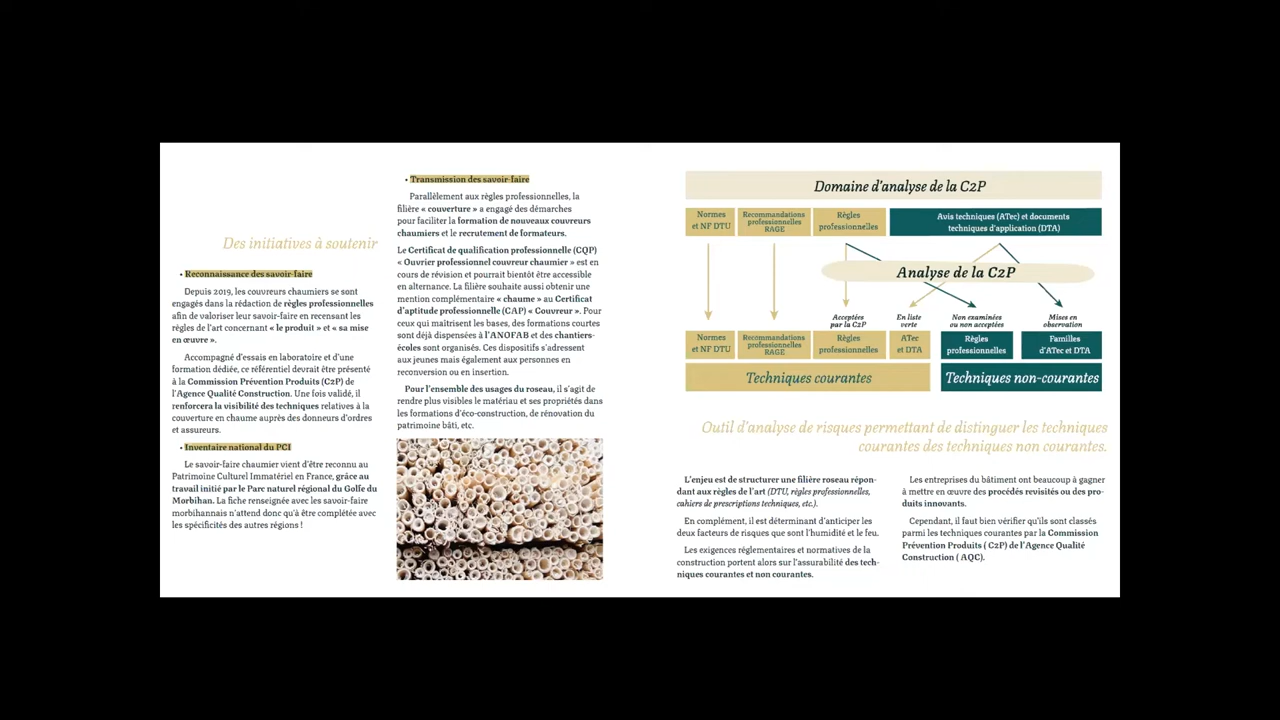 Des initiatives à soutenir
• Reconnaissance des savoir-faire
Depuis 2019, les couvreurs chaumiers se sont
engagés dans la rédaction de règles professionnelles
afin de valoriser leur savoir-faire en recensant les
règles de l'art concernant « le produit » et « sa mise
en œuvre ».
Accompagné d'essais en laboratoire et d'une
formation dédiée, ce référentiel devrait être présenté
à la Commission Prévention Produits (C2P) de
l'Agence Qualité Construction. Une fois validé, il
renforcera la visibilité des techniques relatives à la
couverture en chaume auprès des donneurs d'ordres
et assureurs.
• Inventaire national du PCI
Le savoir-faire chaumier vient d'être reconnu au
Patrimoine Culturel Immatériel en France, grâce au
travail initié par le Parc naturel régional du Golfe du
Morbihan. La fiche renseignée avec les savoir-faire
morbihannais n'attend donc qu'à être complétée avec
les spécificités des autres régions !
• Transmission des savoir-faire
Parallèlement aux règles professionnelles, la
filière « couverture » a engagé des démarches
pour faciliter la formation de nouveaux couvreurs
chaumiers et le recrutement de formateurs.
Le Certificat de qualification professionnelle (CQP)
« Ouvrier professionnel couvreur chaumier » est en
cours de révision et pourrait bientôt être accessible
en alternance. La filière souhaite aussi obtenir une
mention complémentaire « chaume » au Certificat
d'aptitude professionnelle (CAP) « Couvreur ». Pour
ceux qui maitrisent les bases, des formations courtes
sont déjà dispensées à l'ANOFAB et des chantiers-
écoles sont organisés. Ces dispositifs s'adressent
aux jeunes mais également aux personnes en
reconversion ou en insertion.
Pour l'ensemble des usages du roseau, il s'agit de
rendre plus visibles le matériau et ses propriétés dans
les formations d'éco-construction, de rénovation du
patrimoine bâti, etc.
Domaine d'analyse de la C2P
Normes
et NF DTU
Recommandations
professionnelles
RAGE
Règles
professionnelles
Avis techniques (ATec) et documents
techniques d'application (DTA)
Analyse de la C2P
Acceptées
par la C2P
En liste
verte
Non examinées
ou non acceptées
Mises en
observation
Normes
et NF DTU
Recommandations
professionnelles
RAGE
Règles
professionnelles
ATec
et DTA
Règles
professionnelles
Familles
d'ATec et DTA
Techniques courantes
Techniques non-courantes
Outil d'analyse de risques permettant de distinguer les techniques
courantes des techniques non courantes.
L'enjeu est de structurer une filière roseau répon-
dant aux règles de l'art (DTU, règles professionnelles,
cahiers de prescriptions techniques, etc.).
En complément, il est déterminant d'anticiper les
deux facteurs de risques que sont l'humidité et le feu.
Les exigences réglementaires et normatives de la
construction portent alors sur l'assurabilité des tech-
niques courantes et non courantes.
Les entreprises du bâtiment ont beaucoup à gagner
à mettre en œuvre des procédés revisités ou des pro-
duits innovants.
Cependant, il faut bien vérifier qu'ils sont classés
parmi les techniques courantes par la Commission
Prévention Produits ( C2P) de l'Agence Qualité
Construction ( AQC).